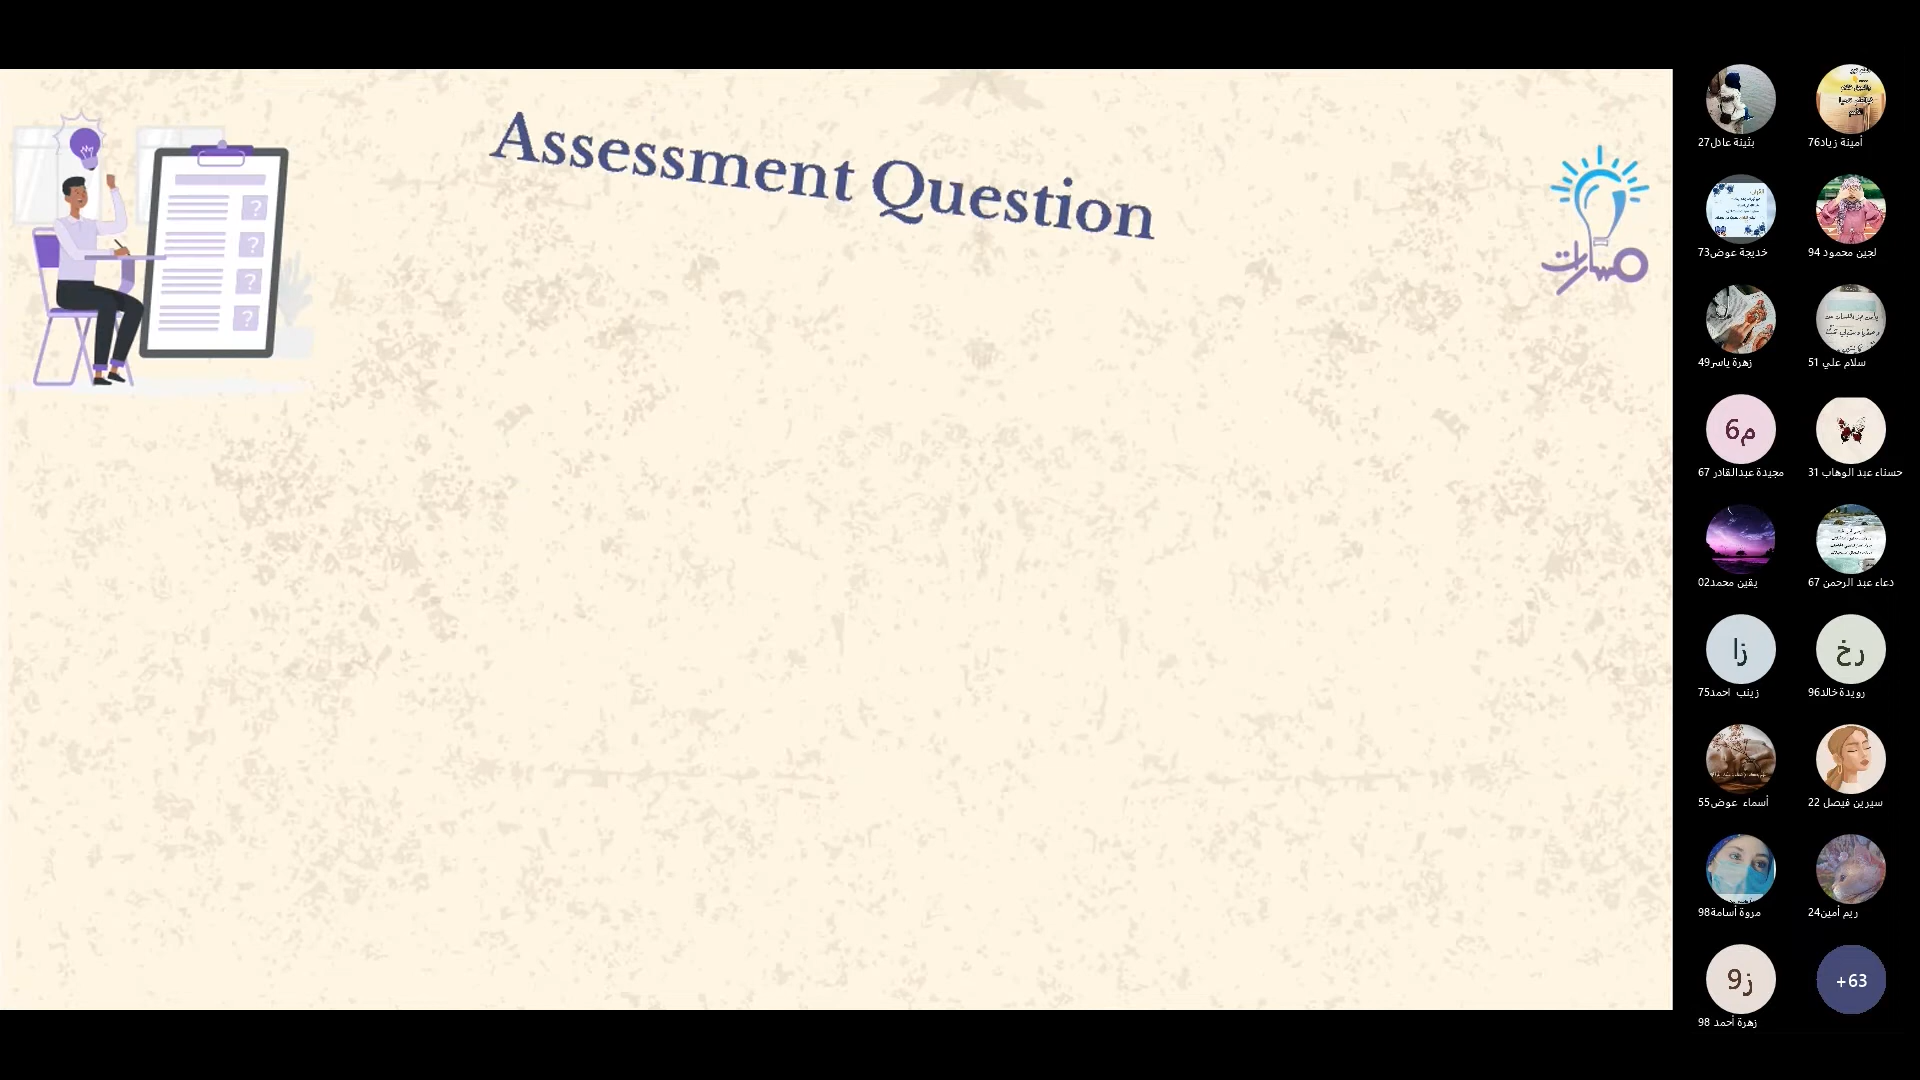 Assessment Question
?
?
?
?
مسارات
بثينة عادل27
أمينة زياد76
خديجة عوض73
لجين محمود 94
زهرة ياسر49
سلام علي 51
م6
مجيدة عبدالقادر 67
حسناء عبد الوهاب 31
يقين محمد02
دعاء عبد الرحمن 67
زا
زينب احمد75
رخ
رويدة خالد96
أسماء عوض55
سيرين فيصل 22
مروة أسامة98
ريم أمين24
ز9
زهرة أحمد 98
+63